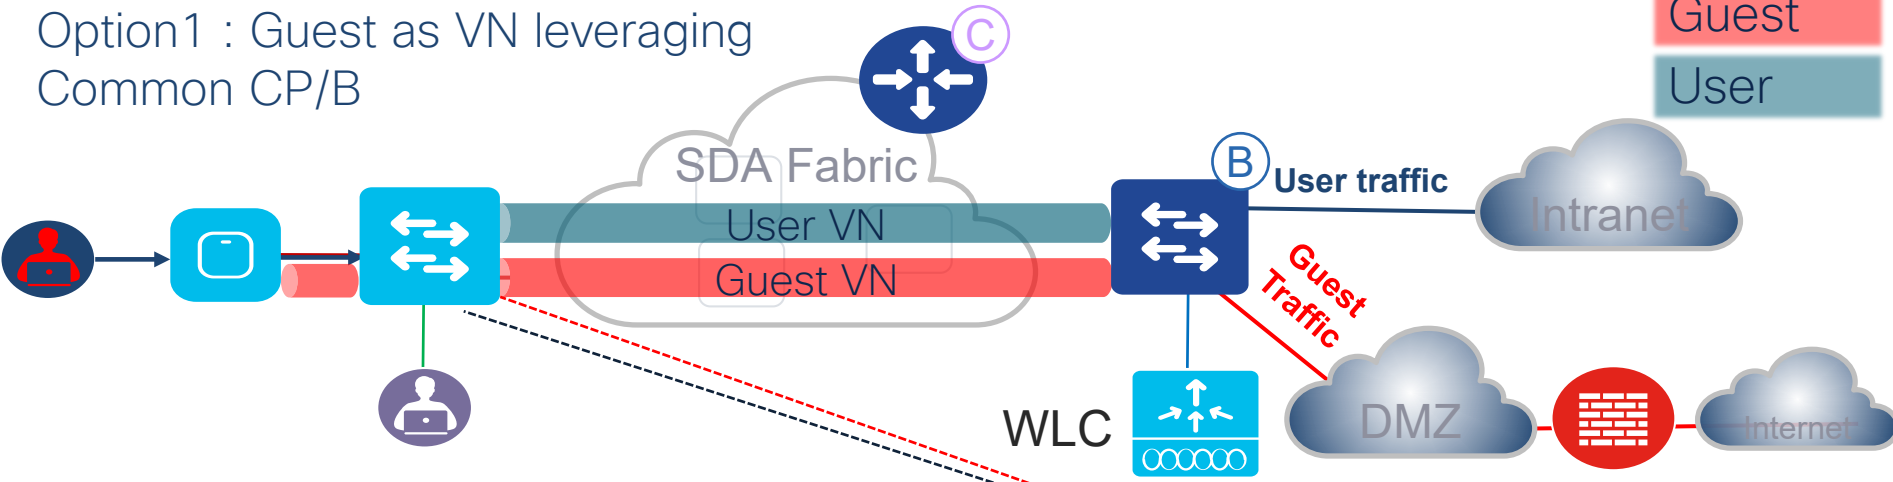 Option1 : Guest as VN leveraging
Common CP/B
C
Guest
User
SDA Fabric
B
User traffic
Intranet
User VN
Guest VN
Guest
Traffic
WLC
DMZ
Internet